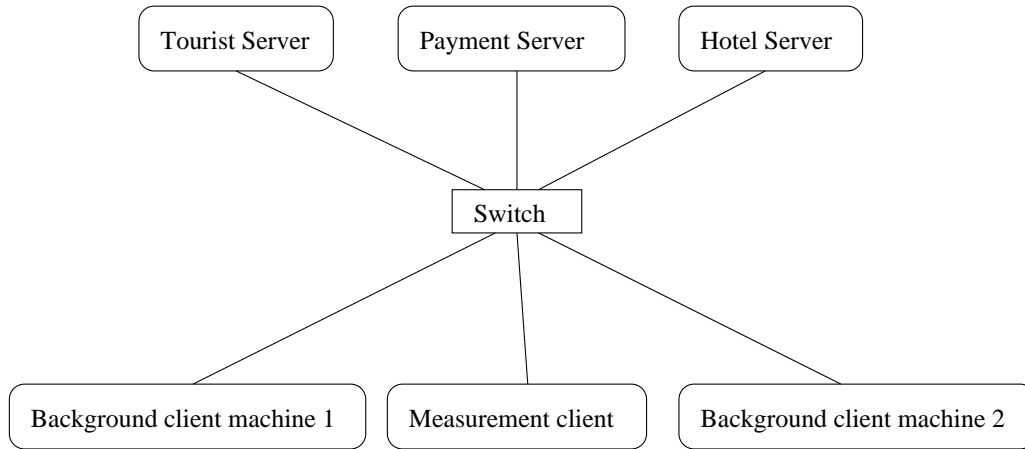 Tourist Server
Payment Server
Hotel Server
Switch
Background client machine 1
Measurement client
Background client machine 2